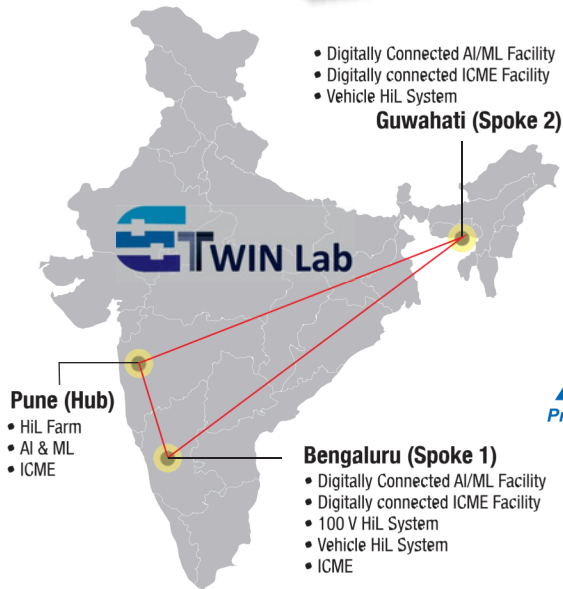 • Digitally Connected AI/ML Facility
• Digitally connected ICME Facility
• Vehicle HiL System
Guwahati (Spoke 2)
TWIN Lab
Pune (Hub)
• HiL Farm
• AI & ML
• ICME
Bengaluru (Spoke 1)
• Digitally Connected AI/ML Facility
• Digitally connected ICME Facility
• 100 V HiL System
• Vehicle HiL System
• ICME